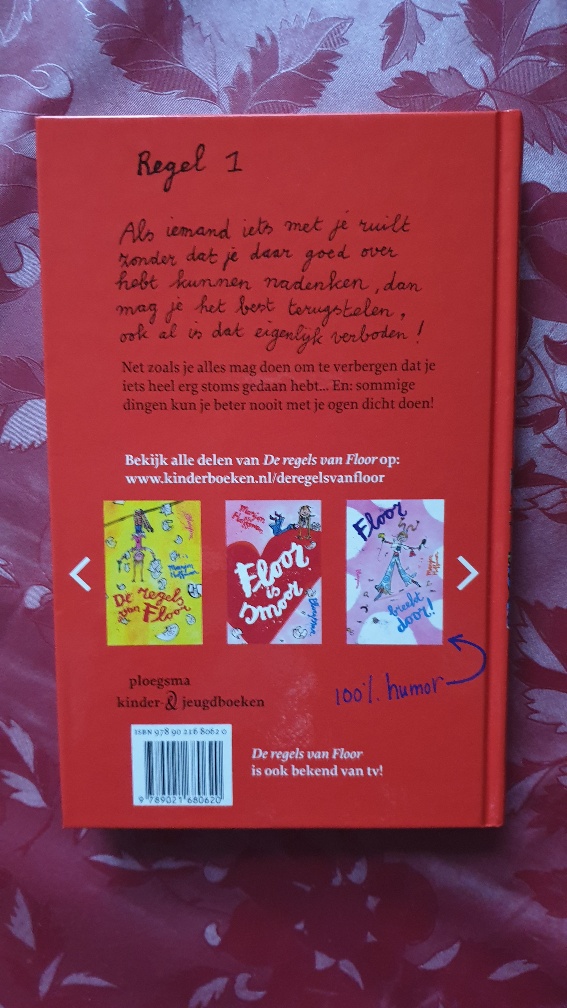 Regel 1
Als iemand iets met je ruilt
zonder dat je daar goed over
hebt kunnen nadenken, dan
mag je het best terugstelen,
ook al is dat eigenlijk verboden!
Net zoals je alles mag doen om te verbergen dat je
iets heel erg stoms gedaan hebt... En: sommige
dingen kun je beter nooit met je ogen dicht doen!
Bekijk alle delen van De regels van Floor op:
www.kinderboeken.nl/deregelsvanfloor
De regels
van Floor
Marjon
Hoffman
Floor
is
smoor
Floor
breekt
door!
100% humor
ploegsma
kinder- & jeugdboeken
ISBN 978 90 216 8062 0
9 789021 680620
De regels van Floor
is ook bekend van tv!